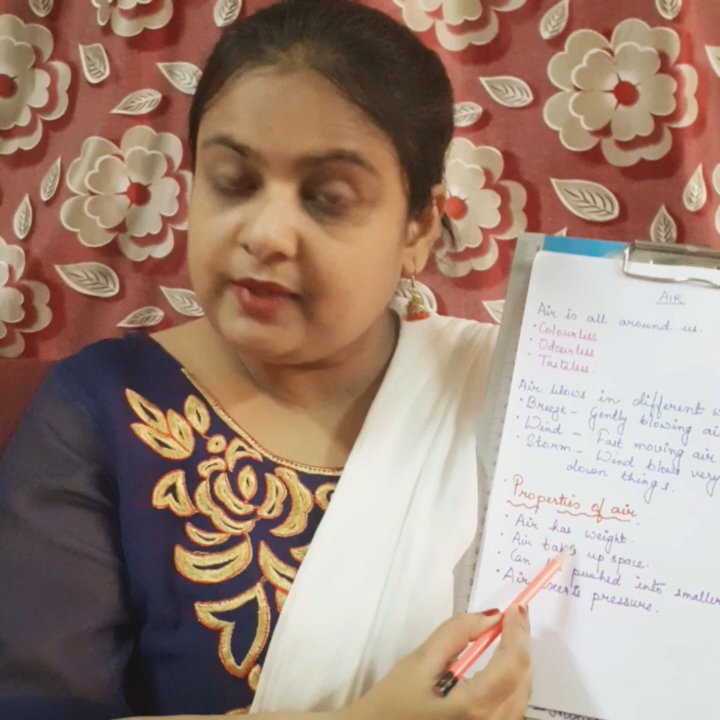 AIR
Air is all around us.
• Colourless
• Odourless
• Tasteless.
Air blows in different
• Breeze - Gently blowing
• Wind - Fast moving air
• Storm - Wind blows very
down things.
Properties of air.
• Air has weight.
• Air takes up space.
• Can pushed into smaller
• Air exerts pressure.